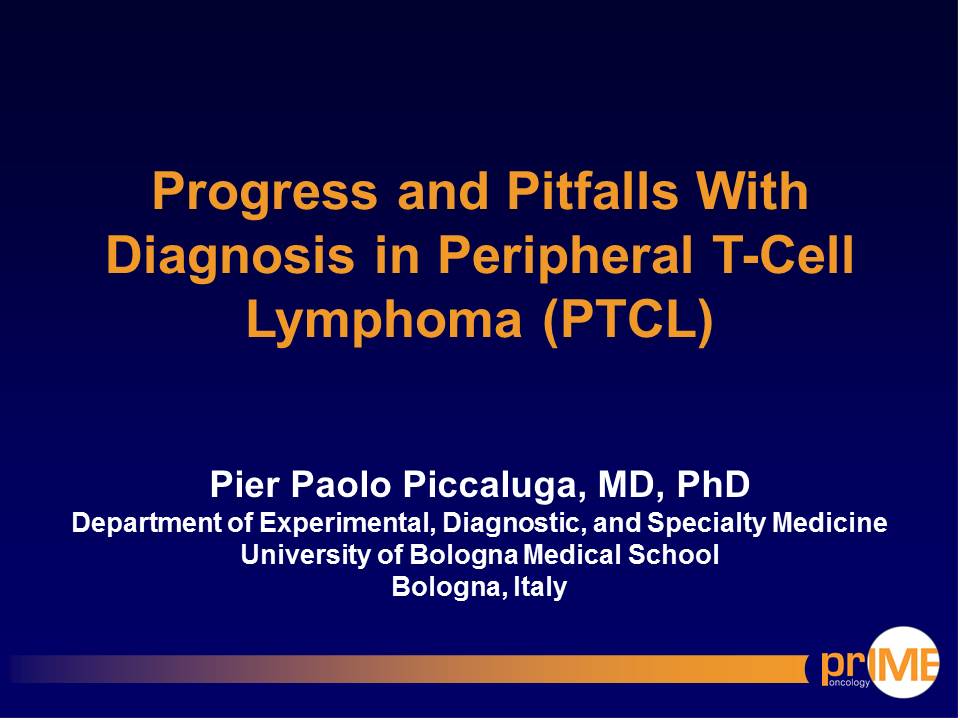 Progress and Pitfalls With
Diagnosis in Peripheral T-Cell
Lymphoma (PTCL)
Pier Paolo Piccaluga, MD, PhD
Department of Experimental, Diagnostic, and Specialty Medicine
University of Bologna Medical School
Bologna, Italy
prIME
oncology